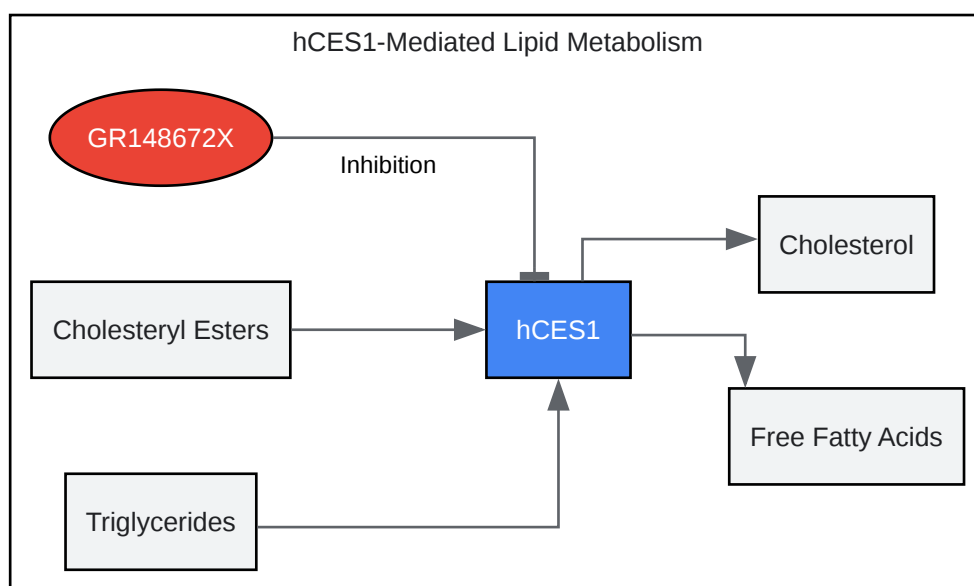 hCES1-Mediated Lipid Metabolism
GR148672X
Inhibition
Cholesterol
Cholesteryl Esters
hCES1
Free Fatty Acids
Triglycerides